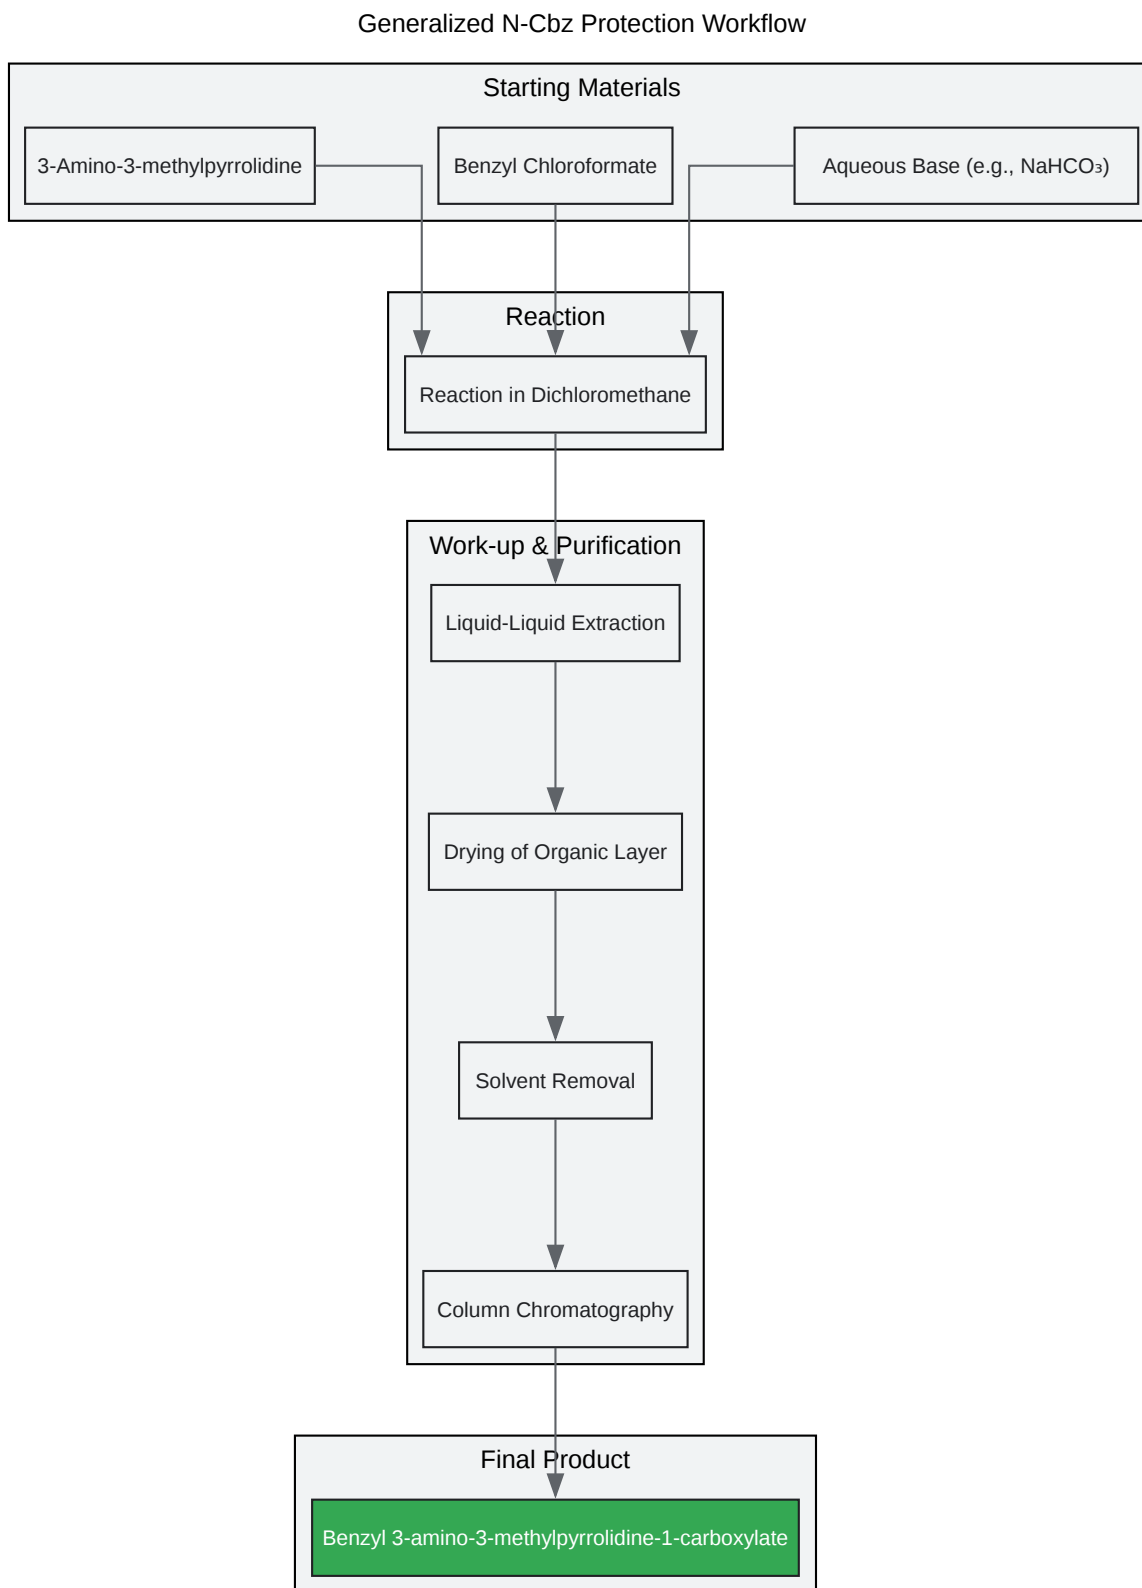 Generalized N-Cbz Protection Workflow
Starting Materials
3-Amino-3-methylpyrrolidine
Benzyl Chloroformate
Aqueous Base (e.g., NaHCO₃)
Reaction
Reaction in Dichloromethane
Work-up & Purification
Liquid-Liquid Extraction
Drying of Organic Layer
Solvent Removal
Column Chromatography
Final Product
Benzyl 3-amino-3-methylpyrrolidine-1-carboxylate